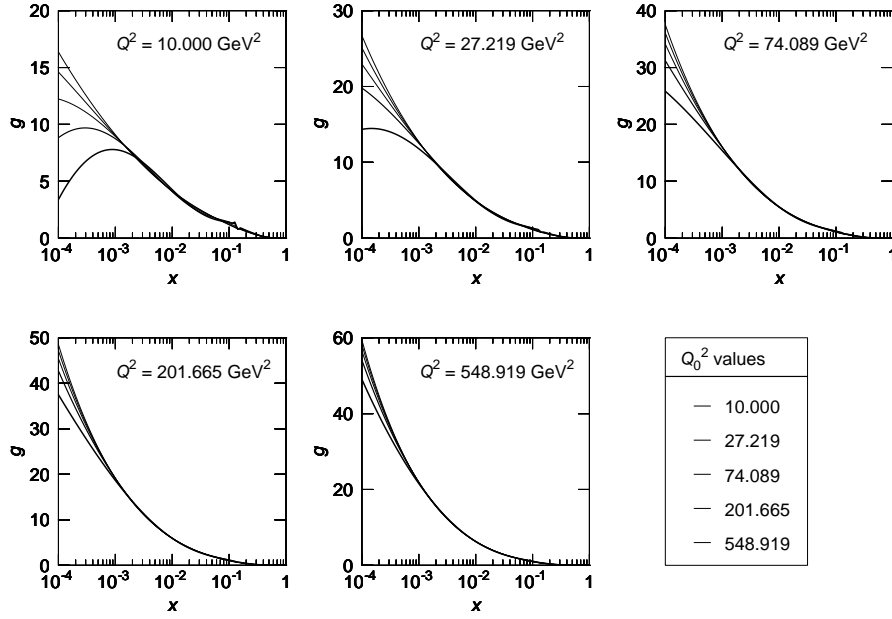 Q² = 10.000 GeV²
g
20
15
10
5
0
10⁻⁴ 10⁻³ 10⁻² 10⁻¹ 1
x
Q² = 27.219 GeV²
g
30
20
10
0
10⁻⁴ 10⁻³ 10⁻² 10⁻¹ 1
x
Q² = 74.089 GeV²
g
40
30
20
10
0
10⁻⁴ 10⁻³ 10⁻² 10⁻¹ 1
x
Q² = 201.665 GeV²
g
50
40
30
20
10
0
10⁻⁴ 10⁻³ 10⁻² 10⁻¹ 1
x
Q² = 548.919 GeV²
g
60
40
20
0
10⁻⁴ 10⁻³ 10⁻² 10⁻¹ 1
x
Q₀² values
10.000
27.219
74.089
201.665
548.919